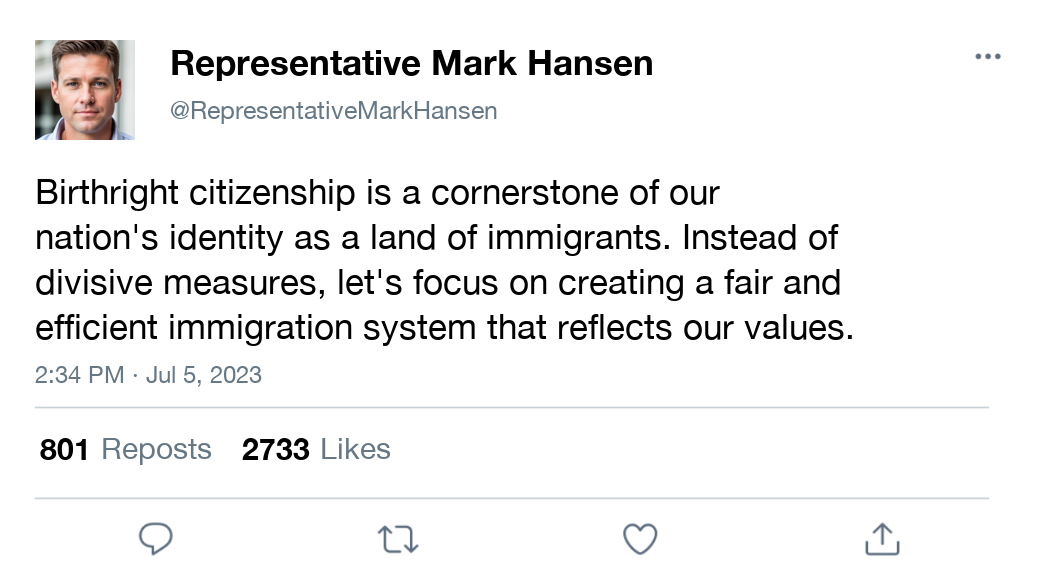 Representative Mark Hansen
@RepresentativeMarkHansen
Birthright citizenship is a cornerstone of our
nation's identity as a land of immigrants. Instead of
divisive measures, let's focus on creating a fair and
efficient immigration system that reflects our values.
2:34 PM · Jul 5, 2023
801 Reposts 2733 Likes